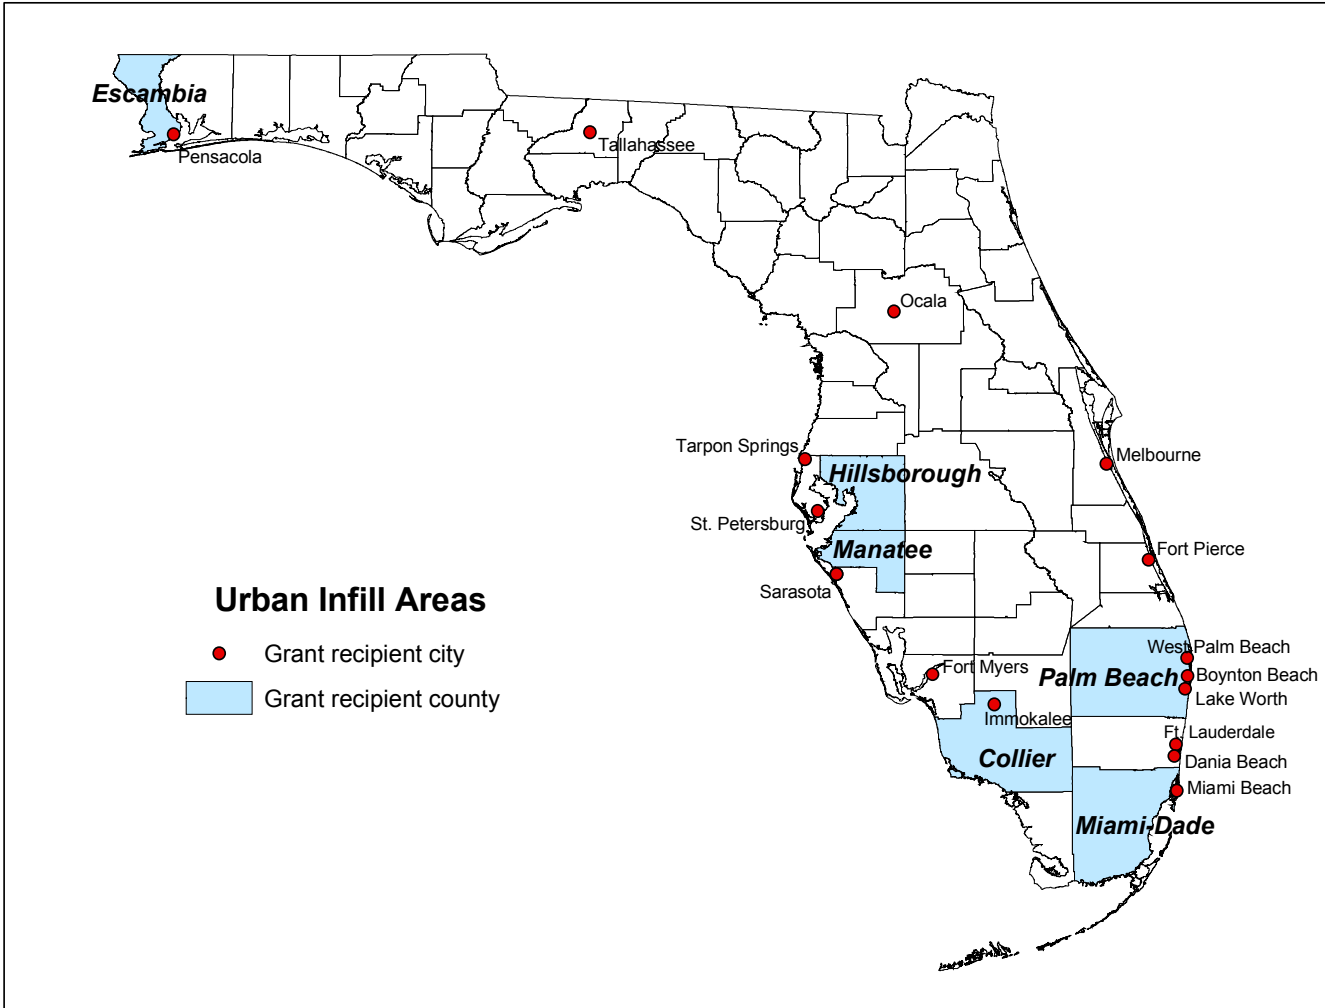 Escambia
Pensacola
Tallahassee
Ocala
Tarpon Springs
Melbourne
Hillsborough
St. Petersburg
Manatee
Fort Pierce
Sarasota
Urban Infill Areas
Grant recipient city
Grant recipient county
West Palm Beach
Fort Myers
Palm Beach
Boynton Beach
Lake Worth
Immokalee
Ft. Lauderdale
Collier
Dania Beach
Miami Beach
Miami-Dade